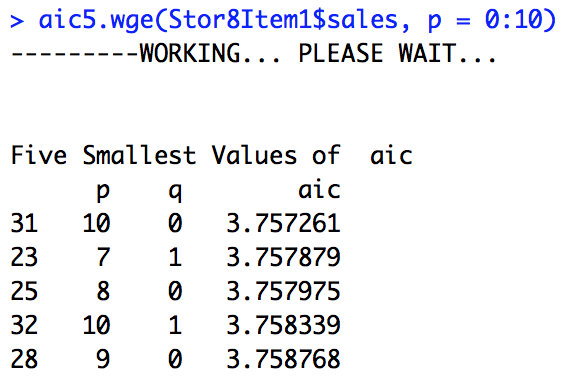 > aic5.wge(Stor8Item1$sales, p = 0:10)
---------WORKING... PLEASE WAIT...
Five Smallest Values of  aic
      p    q        aic
31   10    0   3.757261
23    7    1   3.757879
25    8    0   3.757975
32   10    1   3.758339
28    9    0   3.758768